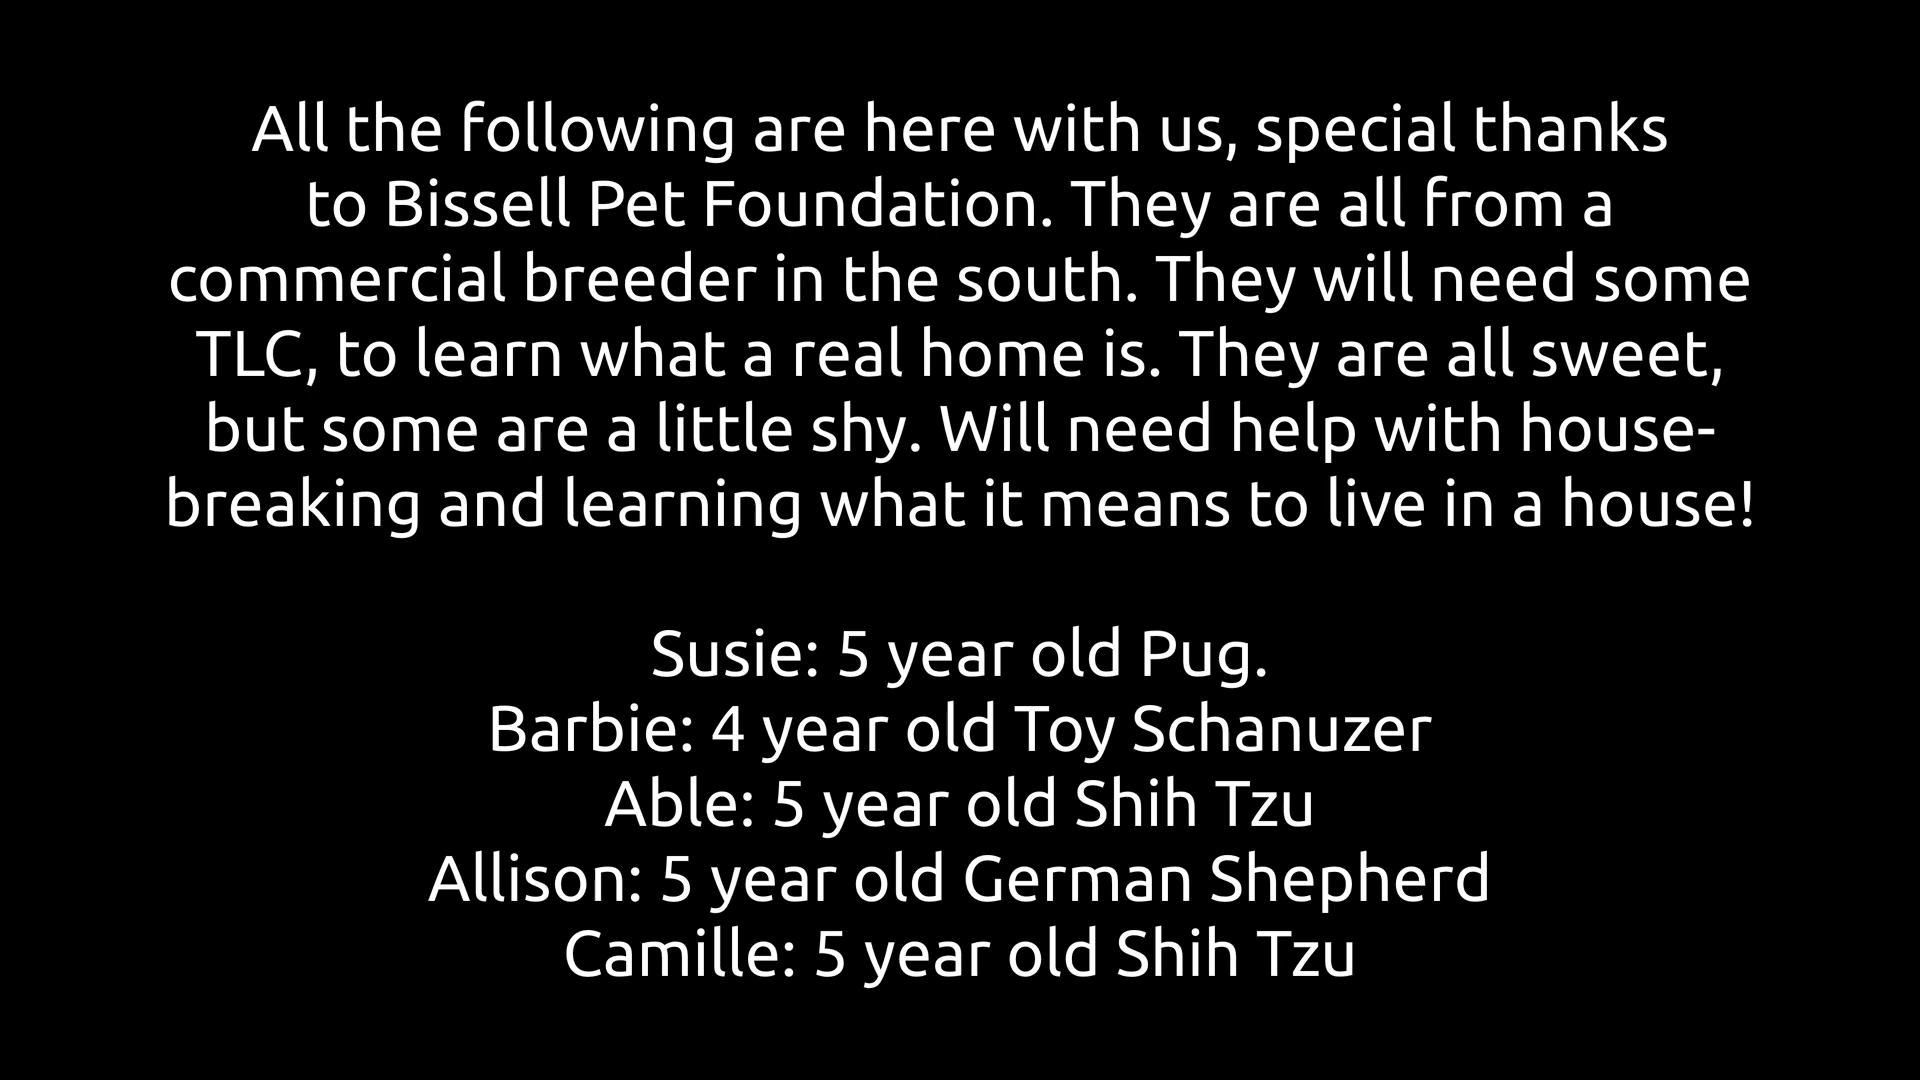 All the following are here with us, special thanks
to Bissell Pet Foundation. They are all from a
commercial breeder in the south. They will need some
TLC, to learn what a real home is. They are all sweet,
but some are a little shy. Will need help with house-
breaking and learning what it means to live in a house!
Susie: 5 year old Pug.
Barbie: 4 year old Toy Schanuzer
Able: 5 year old Shih Tzu
Allison: 5 year old German Shepherd
Camille: 5 year old Shih Tzu